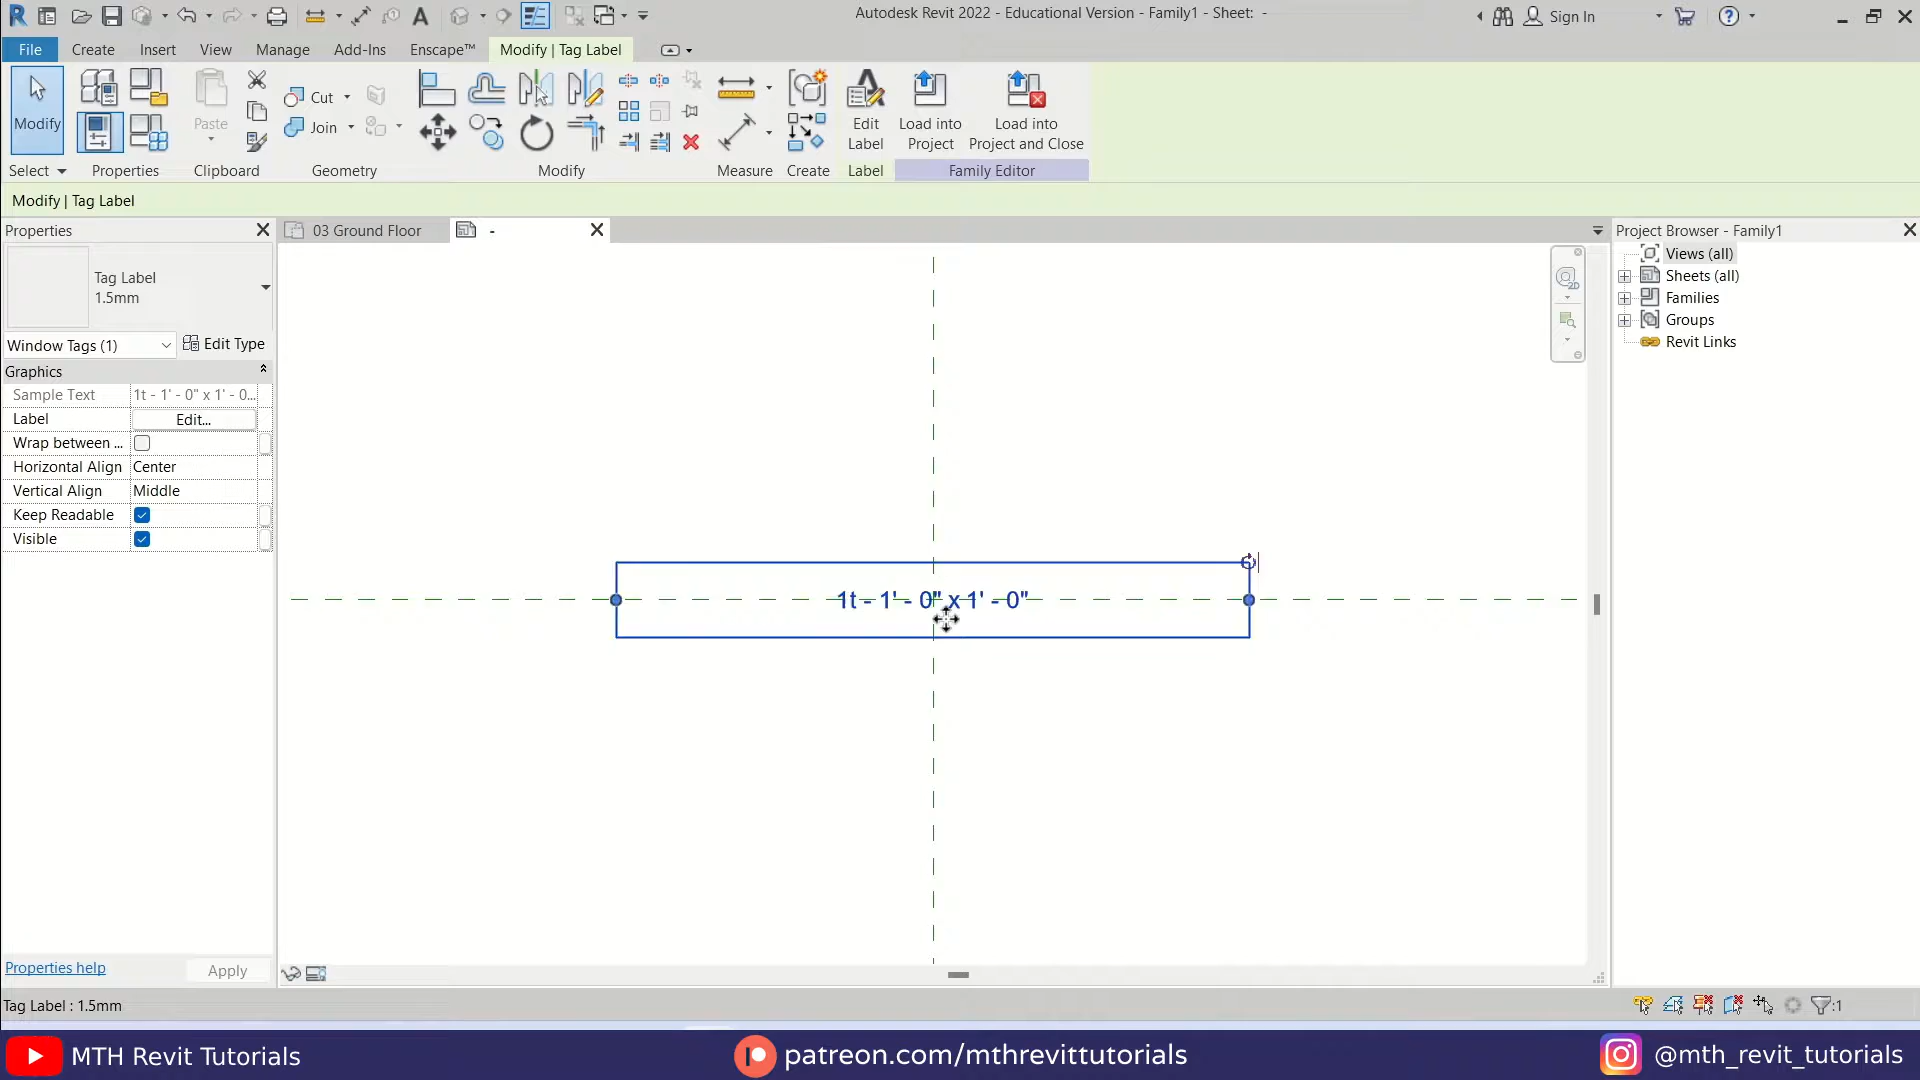 Autodesk Revit 2022 - Educational Version - Family1 - Sheet: -
Sign In
File
Create
Insert
View
Manage
Add-Ins
Enscape™
Modify | Tag Label
Modify
Paste
Cut
Join
Edit
Label
Load into
Project
Load into
Project and Close
Select
Properties
Clipboard
Geometry
Modify
Measure
Create
Label
Family Editor
Modify | Tag Label
Properties
03 Ground Floor
-
Project Browser - Family1
Tag Label
1.5mm
Window Tags (1)
Edit Type
Graphics
Sample Text
1t - 1' - 0" x 1' - 0...
Label
Edit...
Wrap between ...
Horizontal Align
Center
Vertical Align
Middle
Keep Readable
Visible
Views (all)
Sheets (all)
Families
Groups
Revit Links
2D
1t - 1' - 0" x 1' - 0"
Properties help
Apply
Tag Label : 1.5mm
:1
MTH Revit Tutorials
patreon.com/mthrevittutorials
@mth_revit_tutorials